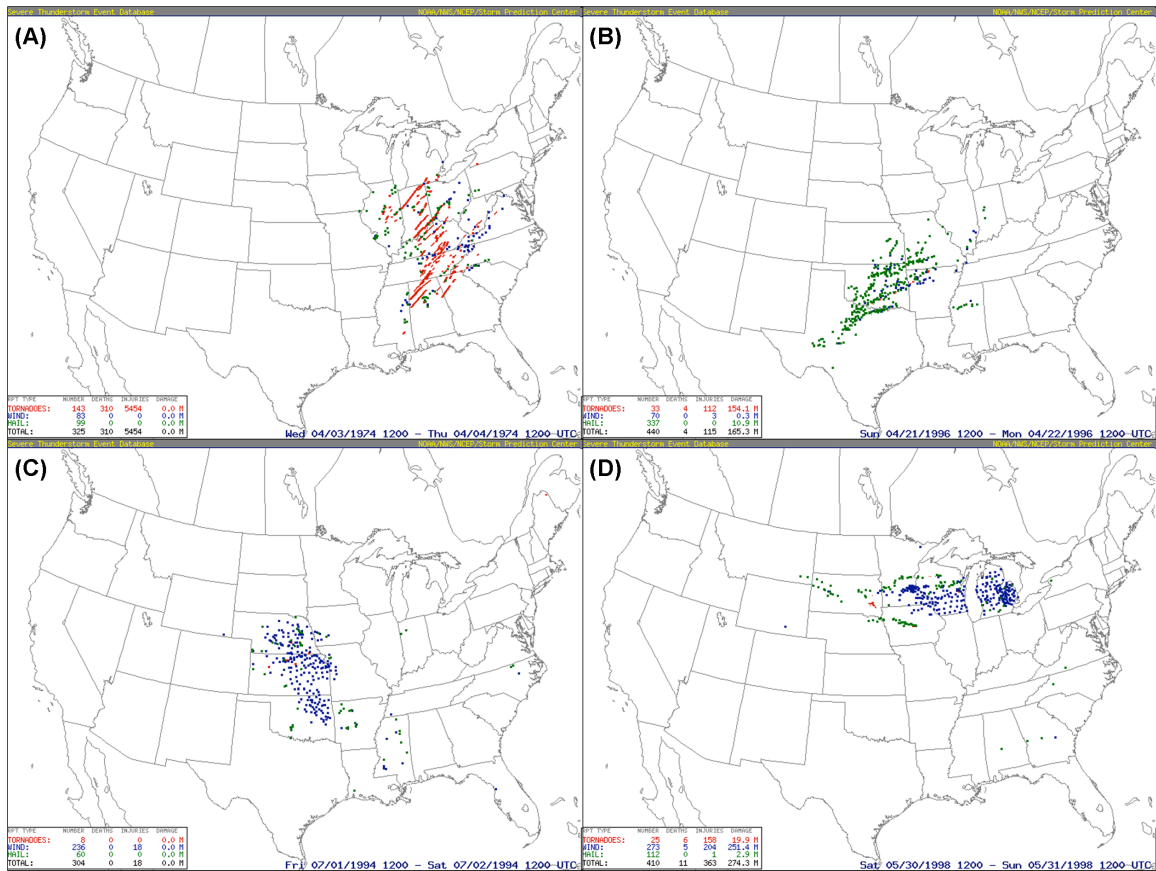 Severe Thunderstorm Event Database NOAA/NWS/NCEP/Storm Prediction Center
(A)
RPT TYPE NUMBER DEATHS INJURIES DAMAGE
TORNADOES: 143 310 5454 0.0 M
WIND: 83 0 0 0.0 M
HAIL: 99 0 0 0.0 M
TOTAL: 325 310 5454 0.0 M
Wed 04/03/1974 1200 - Thu 04/04/1974 1200 UTC
Severe Thunderstorm Event Database NOAA/NWS/NCEP/Storm Prediction Center
(B)
RPT TYPE NUMBER DEATHS INJURIES DAMAGE
TORNADOES: 33 4 112 154.1 M
WIND: 70 0 3 0.3 M
HAIL: 337 0 0 10.9 M
TOTAL: 440 4 115 165.3 M
Sun 04/21/1996 1200 - Mon 04/22/1996 1200 UTC
Severe Thunderstorm Event Database NOAA/NWS/NCEP/Storm Prediction Center
(C)
RPT TYPE NUMBER DEATHS INJURIES DAMAGE
TORNADOES: 8 0 0 0.0 M
WIND: 236 0 18 0.0 M
HAIL: 60 0 0 0.0 M
TOTAL: 304 0 18 0.0 M
Fri 07/01/1994 1200 - Sat 07/02/1994 1200 UTC
Severe Thunderstorm Event Database NOAA/NWS/NCEP/Storm Prediction Center
(D)
RPT TYPE NUMBER DEATHS INJURIES DAMAGE
TORNADOES: 25 6 158 19.9 M
WIND: 273 5 204 251.4 M
HAIL: 112 0 1 2.9 M
TOTAL: 410 11 363 274.3 M
Sat 05/30/1998 1200 - Sun 05/31/1998 1200 UTC